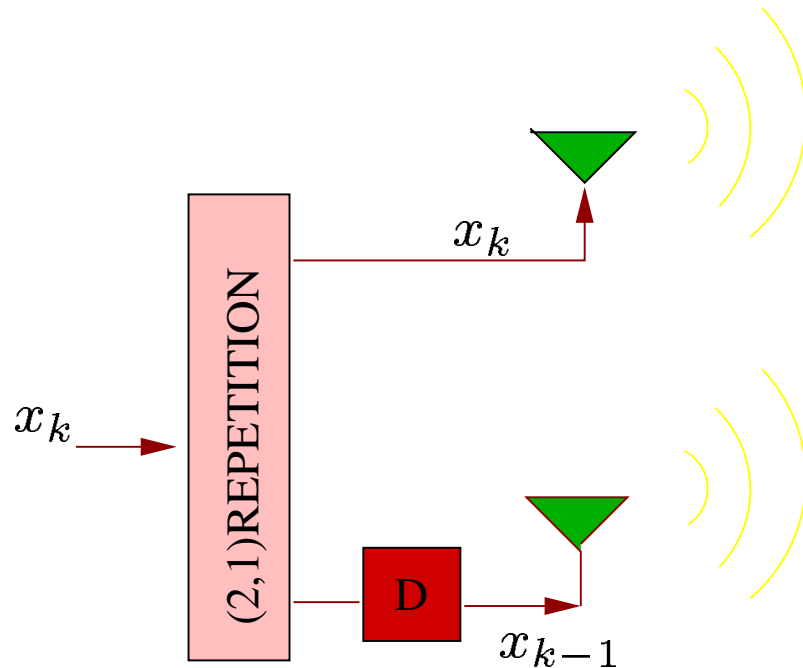 x_k
x_k
(2,1)REPETITION
D
x_{k-1}